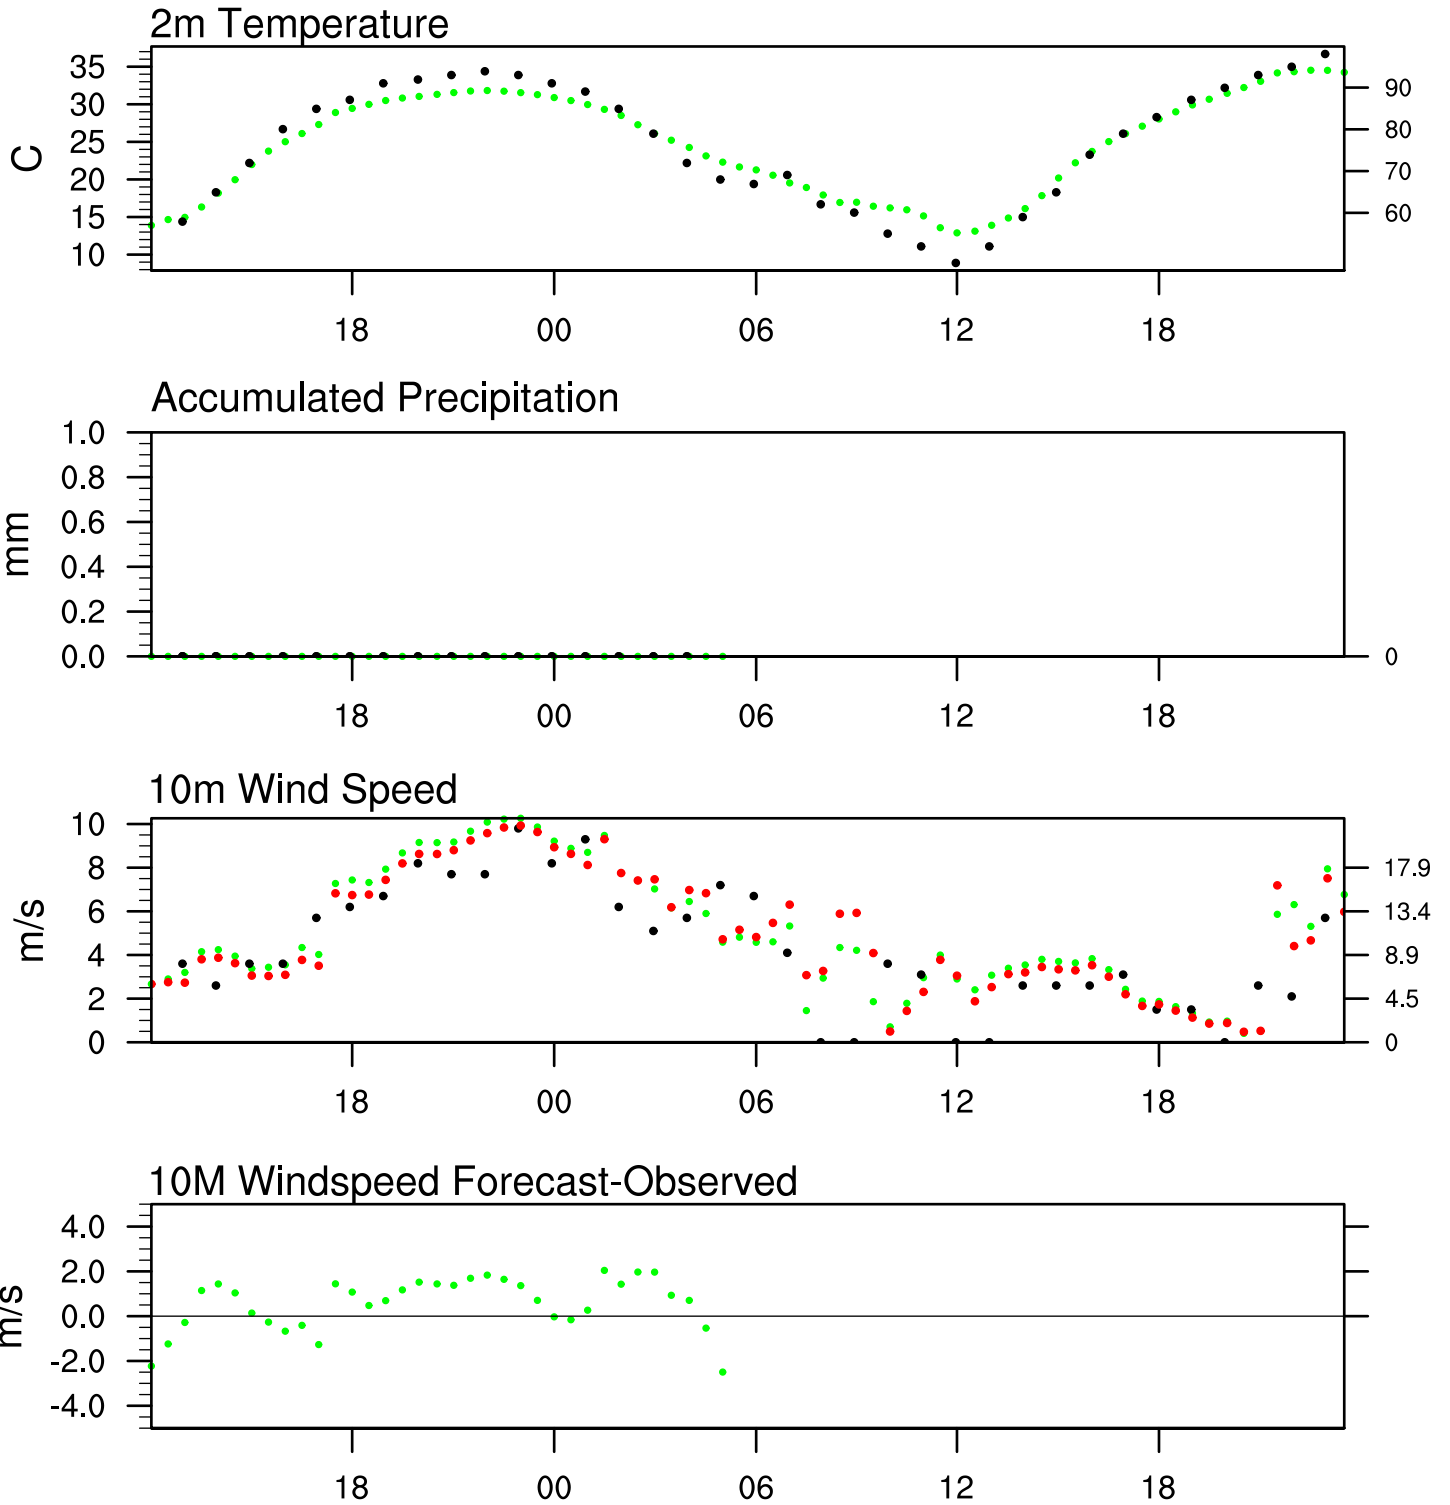 2m Temperature
35
30
25
20
15
10
C
90
80
70
60
18 00 06 12 18
Accumulated Precipitation
1.0
0.8
0.6
0.4
0.2
0.0
mm
0
18 00 06 12 18
10m Wind Speed
10
8
6
4
2
0
m/s
17.9
13.4
8.9
4.5
0
18 00 06 12 18
10M Windspeed Forecast-Observed
4.0
2.0
0.0
-2.0
-4.0
m/s
18 00 06 12 18